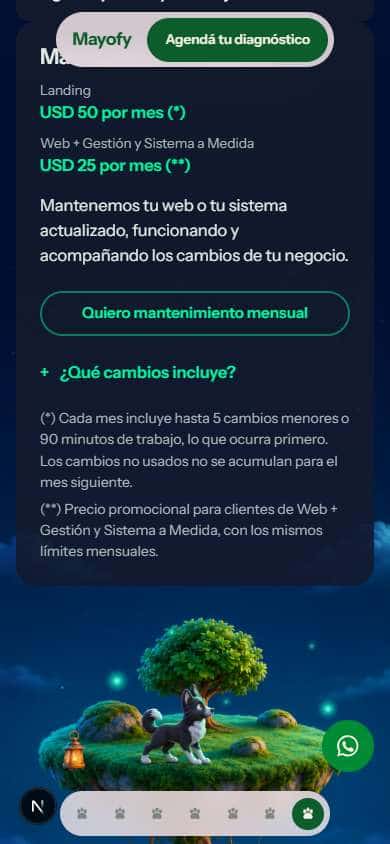 Mayofy
Agendá tu diagnóstico
Landing
USD 50 por mes (*)
Web + Gestión y Sistema a Medida
USD 25 por mes (**)
Mantenemos tu web o tu sistema
actualizado, funcionando y
acompañando los cambios de tu negocio.
Quiero mantenimiento mensual
+ ¿Qué cambios incluye?
(*) Cada mes incluye hasta 5 cambios menores o
90 minutos de trabajo, lo que ocurra primero.
Los cambios no usados no se acumulan para el
mes siguiente.
(**) Precio promocional para clientes de Web +
Gestión y Sistema a Medida, con los mismos
límites mensuales.
N